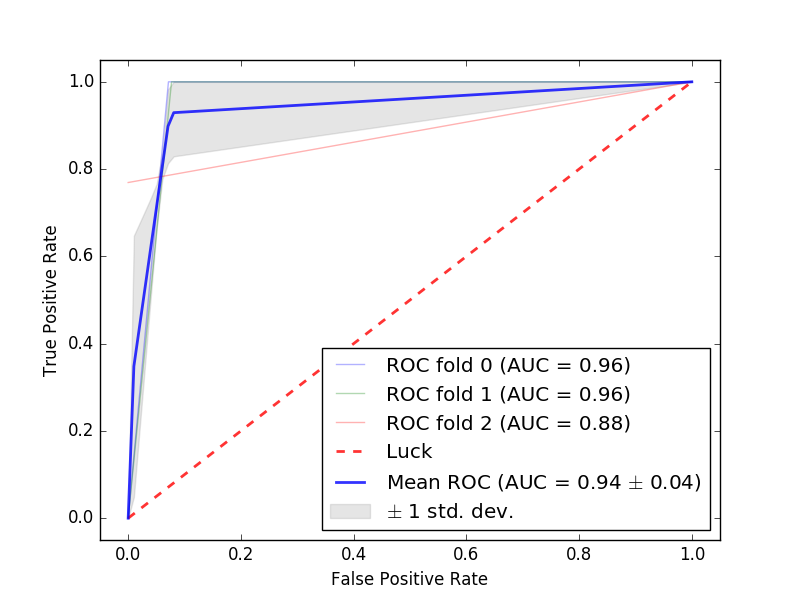 1.0
0.8
0.6
0.4
0.2
0.0
True Positive Rate
ROC fold 0 (AUC = 0.96)
ROC fold 1 (AUC = 0.96)
ROC fold 2 (AUC = 0.88)
Luck
Mean ROC (AUC = 0.94 ± 0.04)
± 1 std. dev.
0.0 0.2 0.4 0.6 0.8 1.0
False Positive Rate